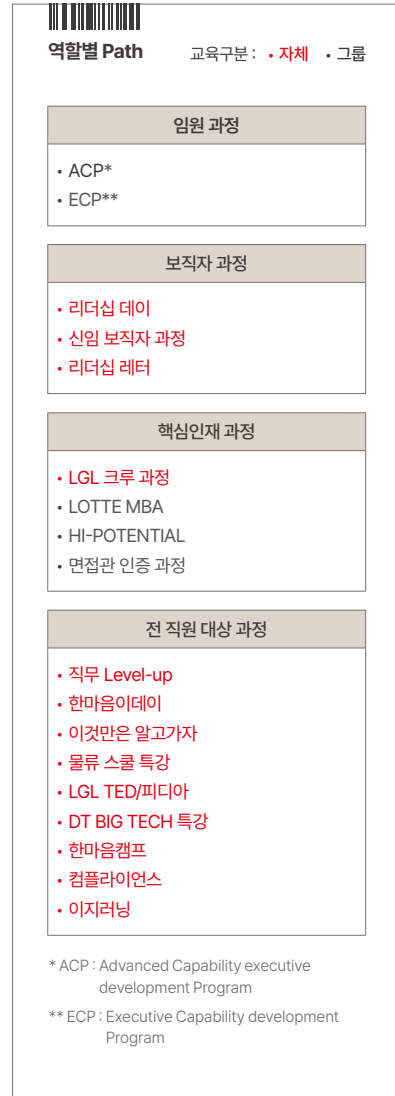 역할별 Path
교육구분 : • 자체 • 그룹
임원 과정
• ACP*
• ECP**
보직자 과정
• 리더십 데이
• 신임 보직자 과정
• 리더십 레터
핵심인재 과정
• LGL 크루 과정
• LOTTE MBA
• HI-POTENTIAL
• 면접관 인증 과정
전 직원 대상 과정
• 직무 Level-up
• 한마음이데이
• 이것만은 알고가자
• 물류 스쿨 특강
• LGL TED/피디아
• DT BIG TECH 특강
• 한마음캠프
• 컴플라이언스
• 이지러닝
* ACP : Advanced Capability executive
development Program
** ECP : Executive Capability development
Program